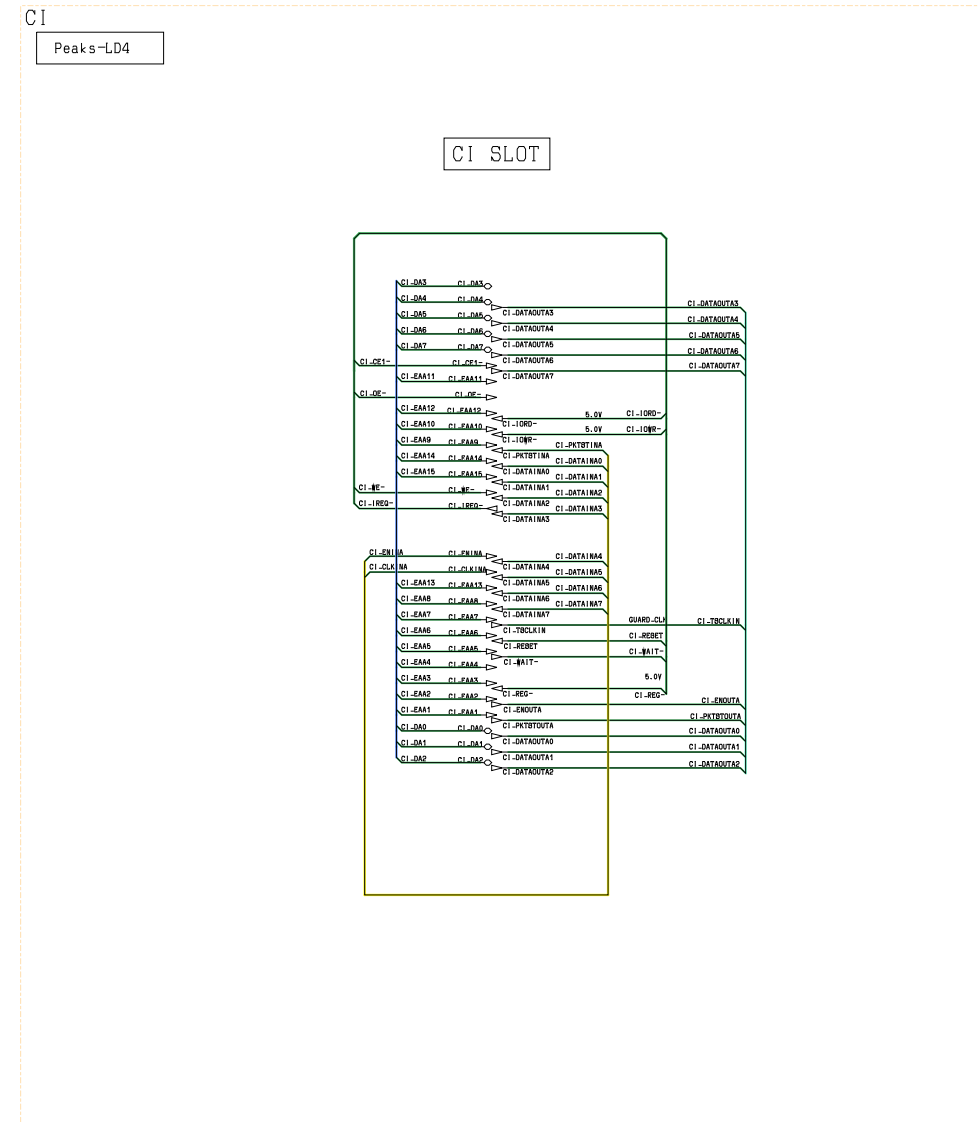 CI
Peaks-LD4
CI SLOT
CI-DA3 CI-DA3
CI-DA4 CI-DA4 CI-DATAOUTA3 CI-DATAOUTA3
CI-DA5 CI-DA5 CI-DATAOUTA4 CI-DATAOUTA4
CI-DA6 CI-DA6 CI-DATAOUTA5 CI-DATAOUTA5
CI-DA7 CI-DA7 CI-DATAOUTA6 CI-DATAOUTA6
CI-CE1- CI-CE1- CI-DATAOUTA7 CI-DATAOUTA7
CI-EAA11 CI-EAA11
CI-OE- CI-OE-
CI-EAA12 CI-EAA12 CI-IORD- 5.0V CI-IORD-
CI-EAA10 CI-EAA10 CI-IOWR- 5.0V CI-IOWR-
CI-EAA9 CI-EAA9 CI-PKTSTINA CI-PKTSTINA
CI-EAA14 CI-EAA14 CI-DATAINA0 CI-DATAINA0
CI-EAA15 CI-EAA15 CI-DATAINA1 CI-DATAINA1
CI-WE- CI-WE- CI-DATAINA2 CI-DATAINA2
CI-IREQ- CI-IREQ- CI-DATAINA3 CI-DATAINA3
CI-ENINA CI-ENINA CI-DATAINA4 CI-DATAINA4
CI-CLKINA CI-CLKINA CI-DATAINA5 CI-DATAINA5
CI-EAA13 CI-EAA13 CI-DATAINA6 CI-DATAINA6
CI-EAA8 CI-EAA8 CI-DATAINA7 CI-DATAINA7
CI-EAA7 CI-EAA7 CI-TSCLKIN GUARD-CLK CI-TSCLKIN
CI-EAA6 CI-EAA6 CI-RESET CI-RESET
CI-EAA5 CI-EAA5 CI-WAIT- CI-WAIT-
CI-EAA4 CI-EAA4
CI-EAA3 CI-EAA3 CI-REG- 5.0V CI-REG-
CI-EAA2 CI-EAA2 CI-ENOUTA CI-ENOUTA
CI-EAA1 CI-EAA1 CI-PKTSTOUTA CI-PKTSTOUTA
CI-DA0 CI-DA0 CI-DATAOUTA0 CI-DATAOUTA0
CI-DA1 CI-DA1 CI-DATAOUTA1 CI-DATAOUTA1
CI-DA2 CI-DA2 CI-DATAOUTA2 CI-DATAOUTA2